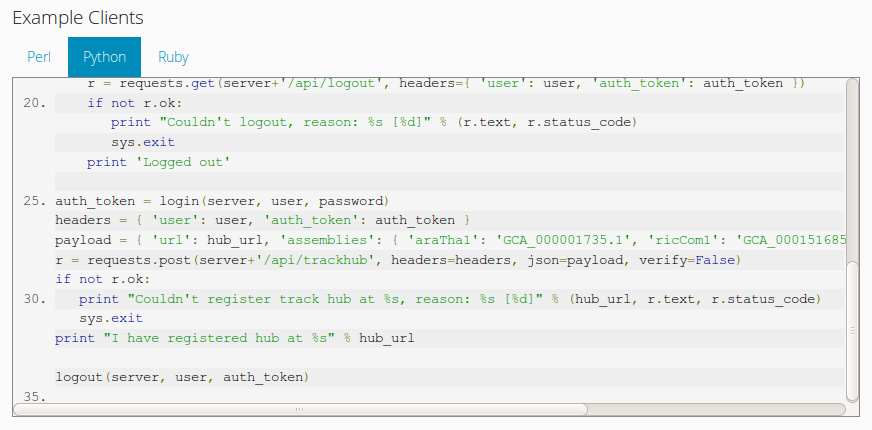 Example Clients
Perl Python Ruby
r = requests.get(server+'/api/logout', headers={ 'user': user, 'auth_token': auth_token })
20. if not r.ok:
print "Couldn't logout, reason: %s [%d]" % (r.text, r.status_code)
sys.exit
print 'Logged out'
25. auth_token = login(server, user, password)
headers = { 'user': user, 'auth_token': auth_token }
payload = { 'url': hub_url, 'assemblies': { 'araTha1': 'GCA_000001735.1', 'ricCom1': 'GCA_000151685
r = requests.post(server+'/api/trackhub', headers=headers, json=payload, verify=False)
if not r.ok:
30. print "Couldn't register track hub at %s, reason: %s [%d]" % (hub_url, r.text, r.status_code)
sys.exit
print "I have registered hub at %s" % hub_url
logout(server, user, auth_token)
35.